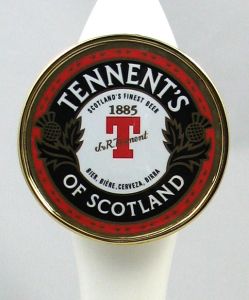 TENNENT'S
SCOTLAND'S FINEST BEER
1885
T
J & R Tennent
BIER, BIÈRE, CERVEZA, BIRRA
OF SCOTLAND